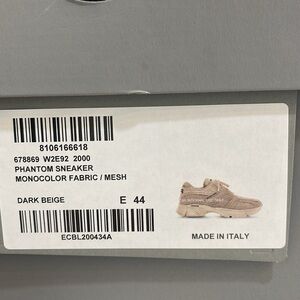 8106166618
678869 W2E92 2000
PHANTOM SNEAKER
MONOCOLOR FABRIC / MESH
DARK BEIGE E 44
ECBL200434A
MADE IN ITALY